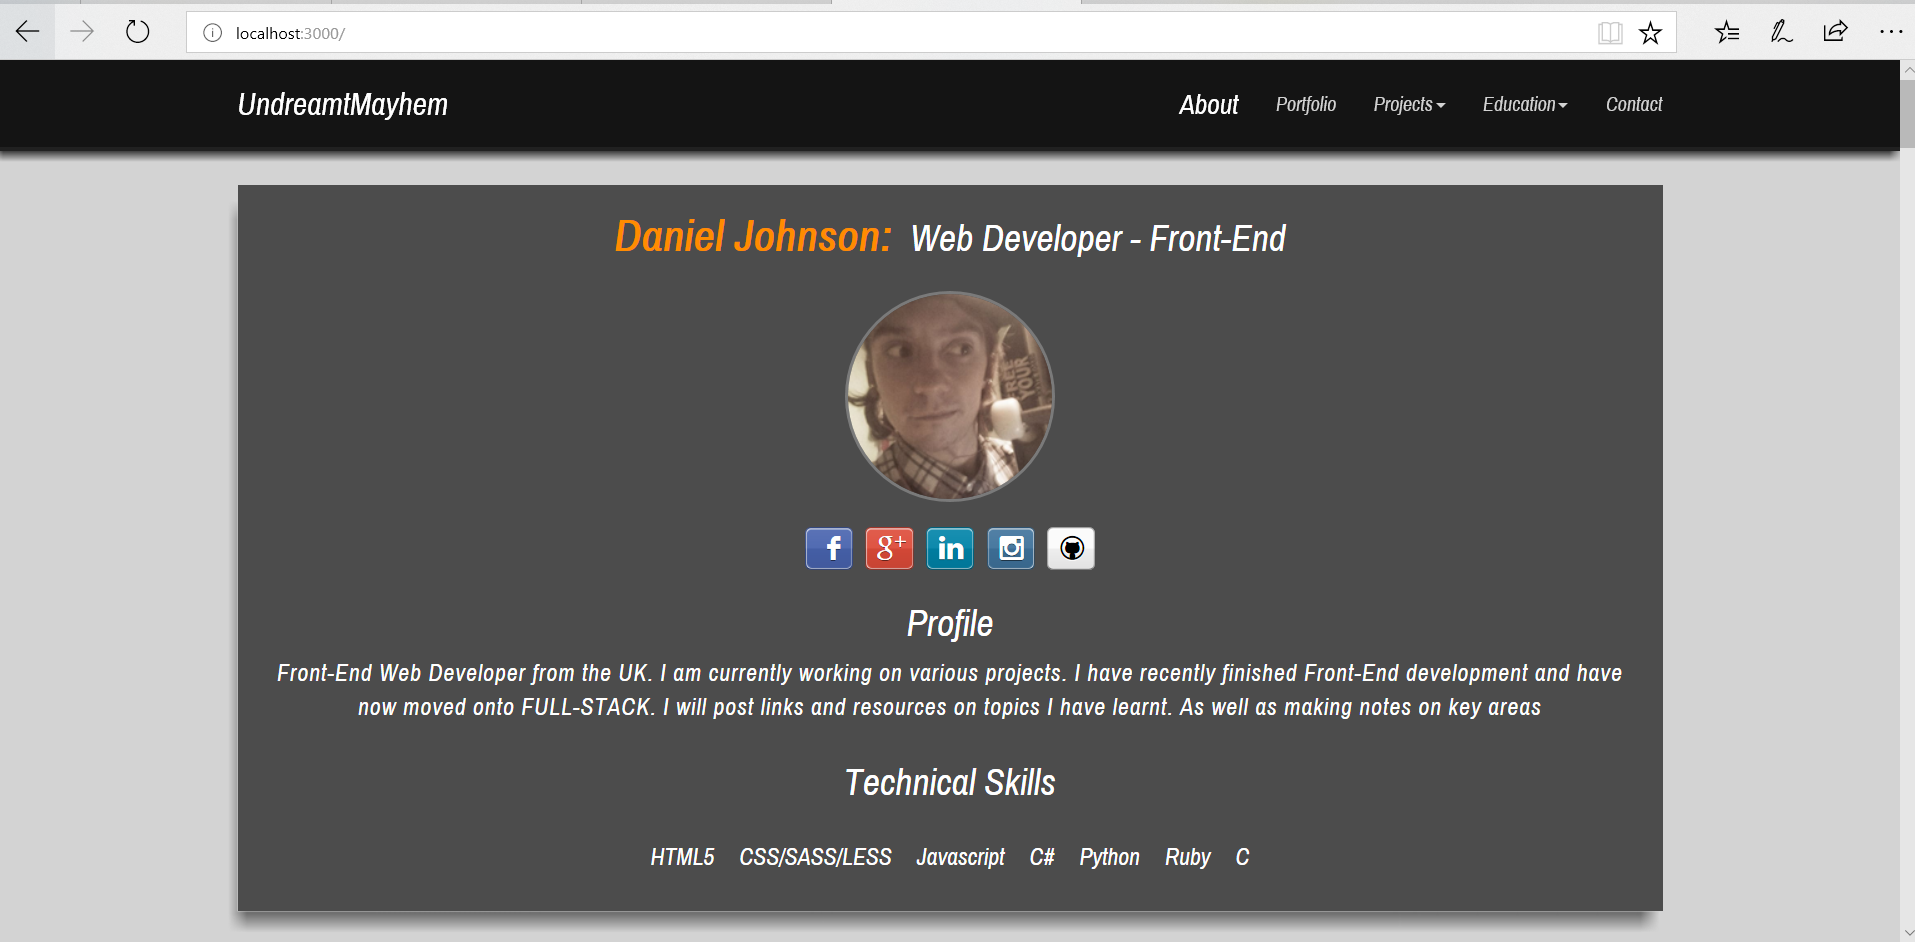 localhost:3000/
UndreamtMayhem
About Portfolio Projects Education Contact
Daniel Johnson: Web Developer - Front-End
FREE
YOUR
f g+ in
Profile
Front-End Web Developer from the UK. I am currently working on various projects. I have recently finished Front-End development and have
now moved onto FULL-STACK. I will post links and resources on topics I have learnt. As well as making notes on key areas
Technical Skills
HTML5 CSS/SASS/LESS Javascript C# Python Ruby C